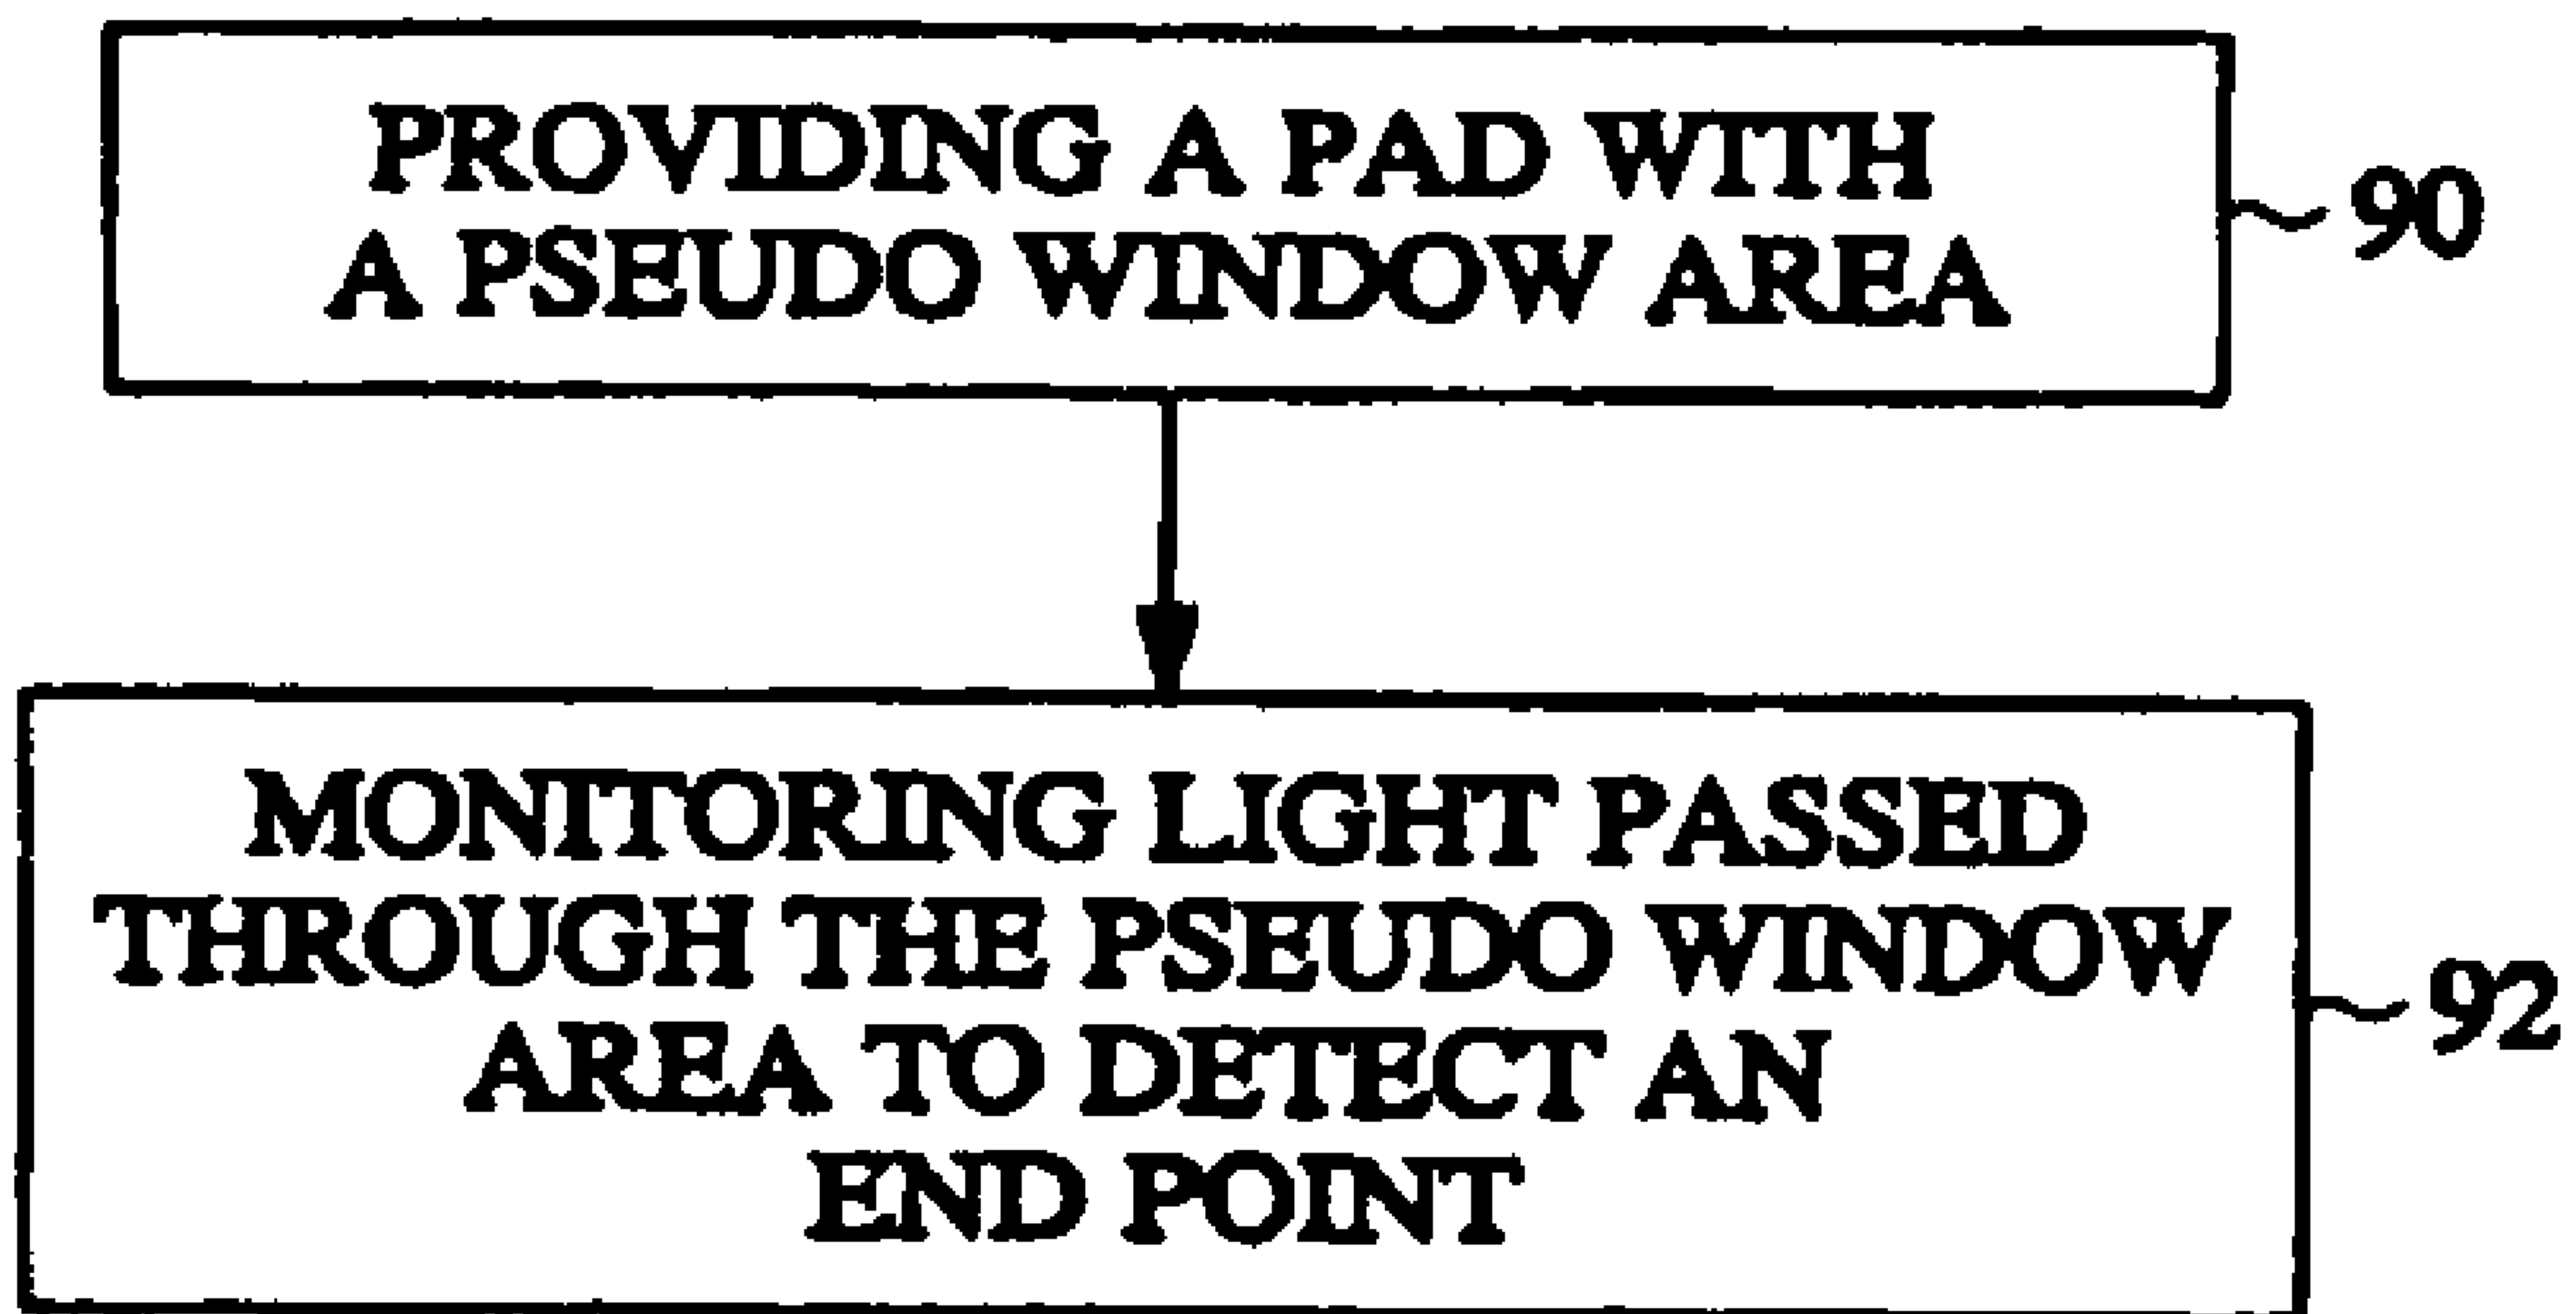 PROVIDING A PAD WITH
A PSEUDO WINDOW AREA
90
MONITORING LIGHT PASSED
THROUGH THE PSEUDO WINDOW
AREA TO DETECT AN
END POINT
92